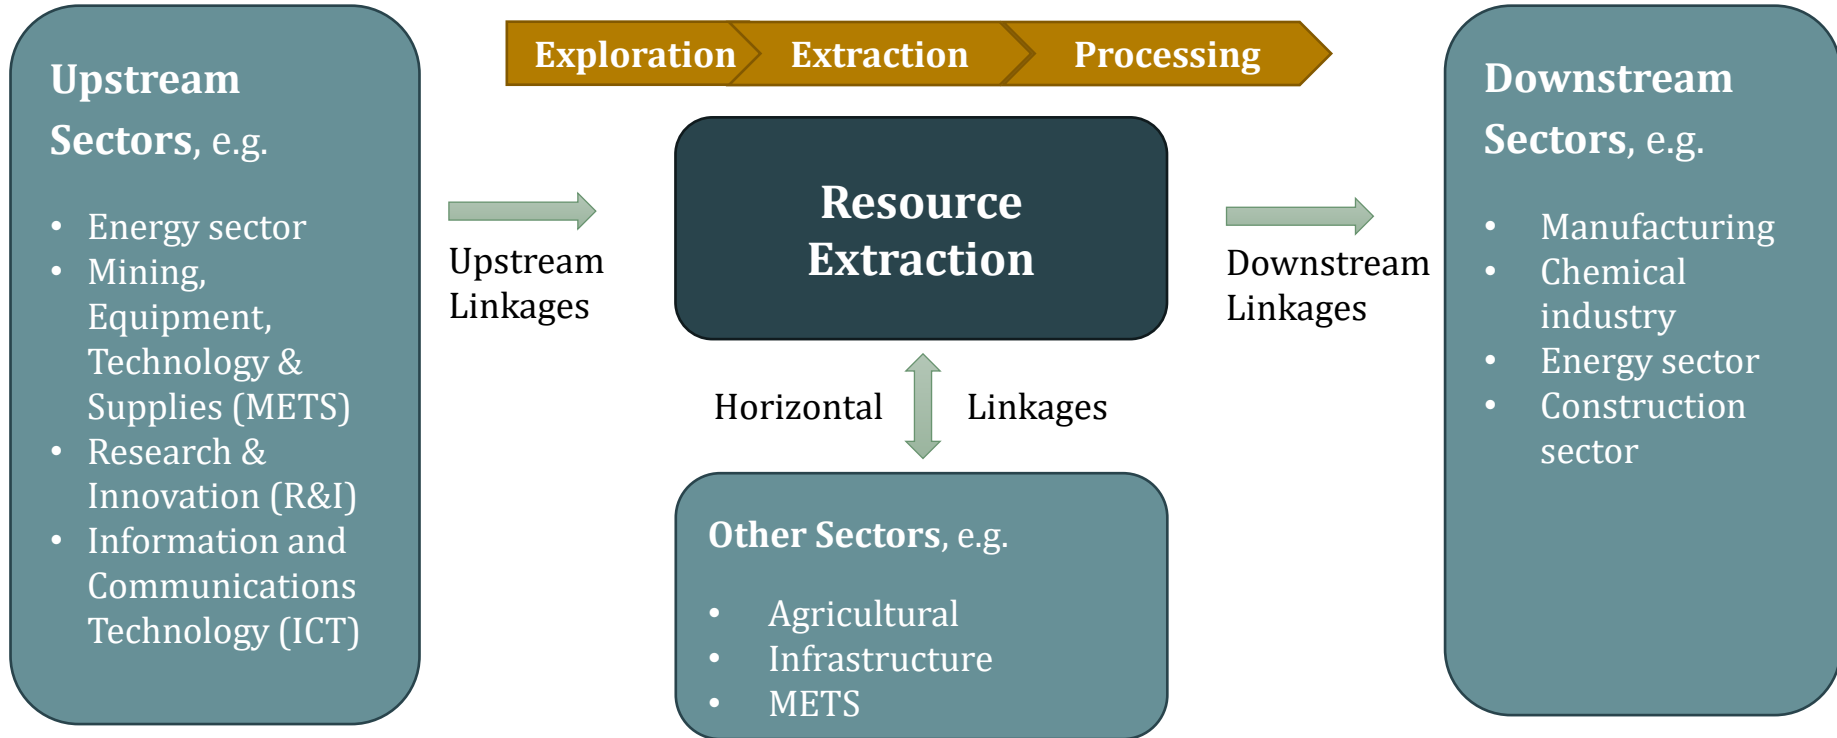 Upstream
Sectors, e.g.
• Energy sector
• Mining,
Equipment,
Technology &
Supplies (METS)
• Research &
Innovation (R&I)
• Information and
Communications
Technology (ICT)
Exploration
Extraction
Processing
Upstream
Linkages
Resource
Extraction
Downstream
Linkages
Horizontal Linkages
Other Sectors, e.g.
• Agricultural
• Infrastructure
• METS
Downstream
Sectors, e.g.
• Manufacturing
• Chemical
industry
• Energy sector
• Construction
sector